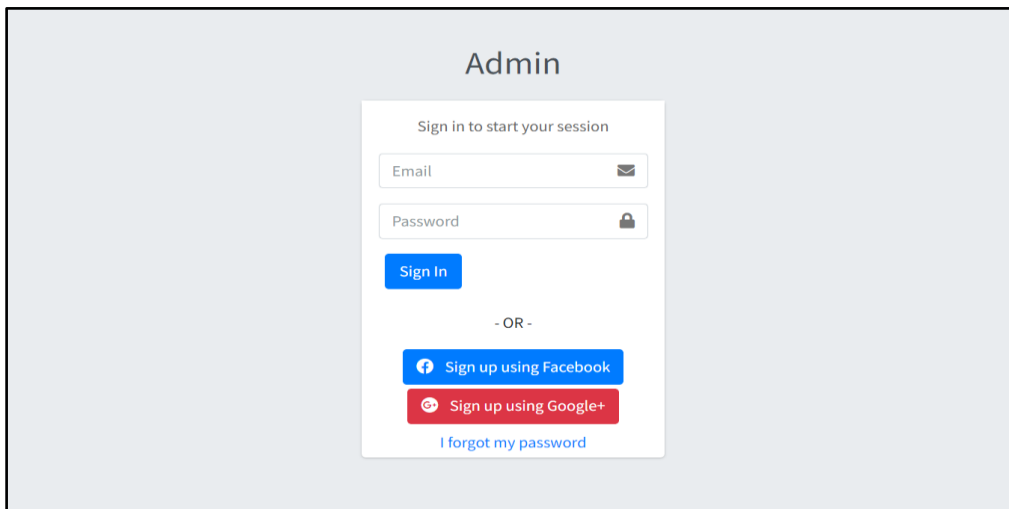 Admin
Sign in to start your session
Email
Password
Sign In
- OR -
Sign up using Facebook
Sign up using Google+
I forgot my password